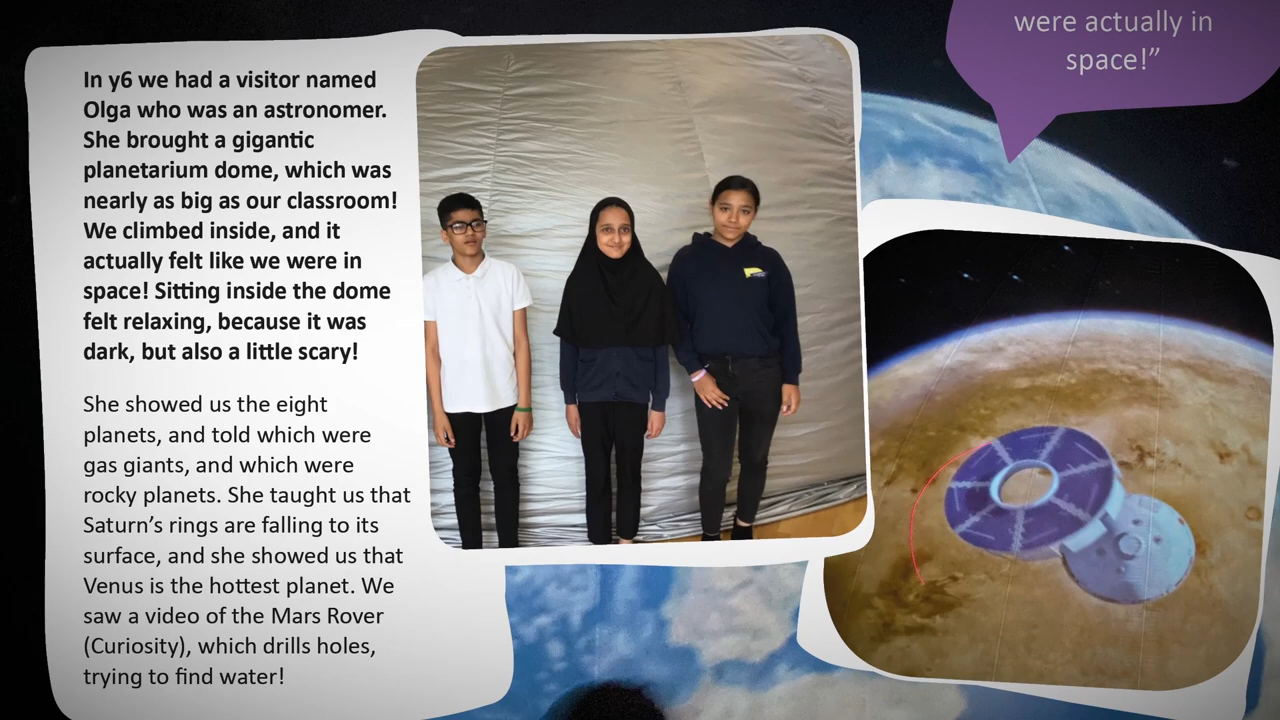 In y6 we had a visitor named
Olga who was an astronomer.
She brought a gigantic
planetarium dome, which was
nearly as big as our classroom!
We climbed inside, and it
actually felt like we were in
space! Sitting inside the dome
felt relaxing, because it was
dark, but also a little scary!
She showed us the eight
planets, and told which were
gas giants, and which were
rocky planets. She taught us that
Saturn’s rings are falling to its
surface, and she showed us that
Venus is the hottest planet. We
saw a video of the Mars Rover
(Curiosity), which drills holes,
trying to find water!
were actually in
space!”